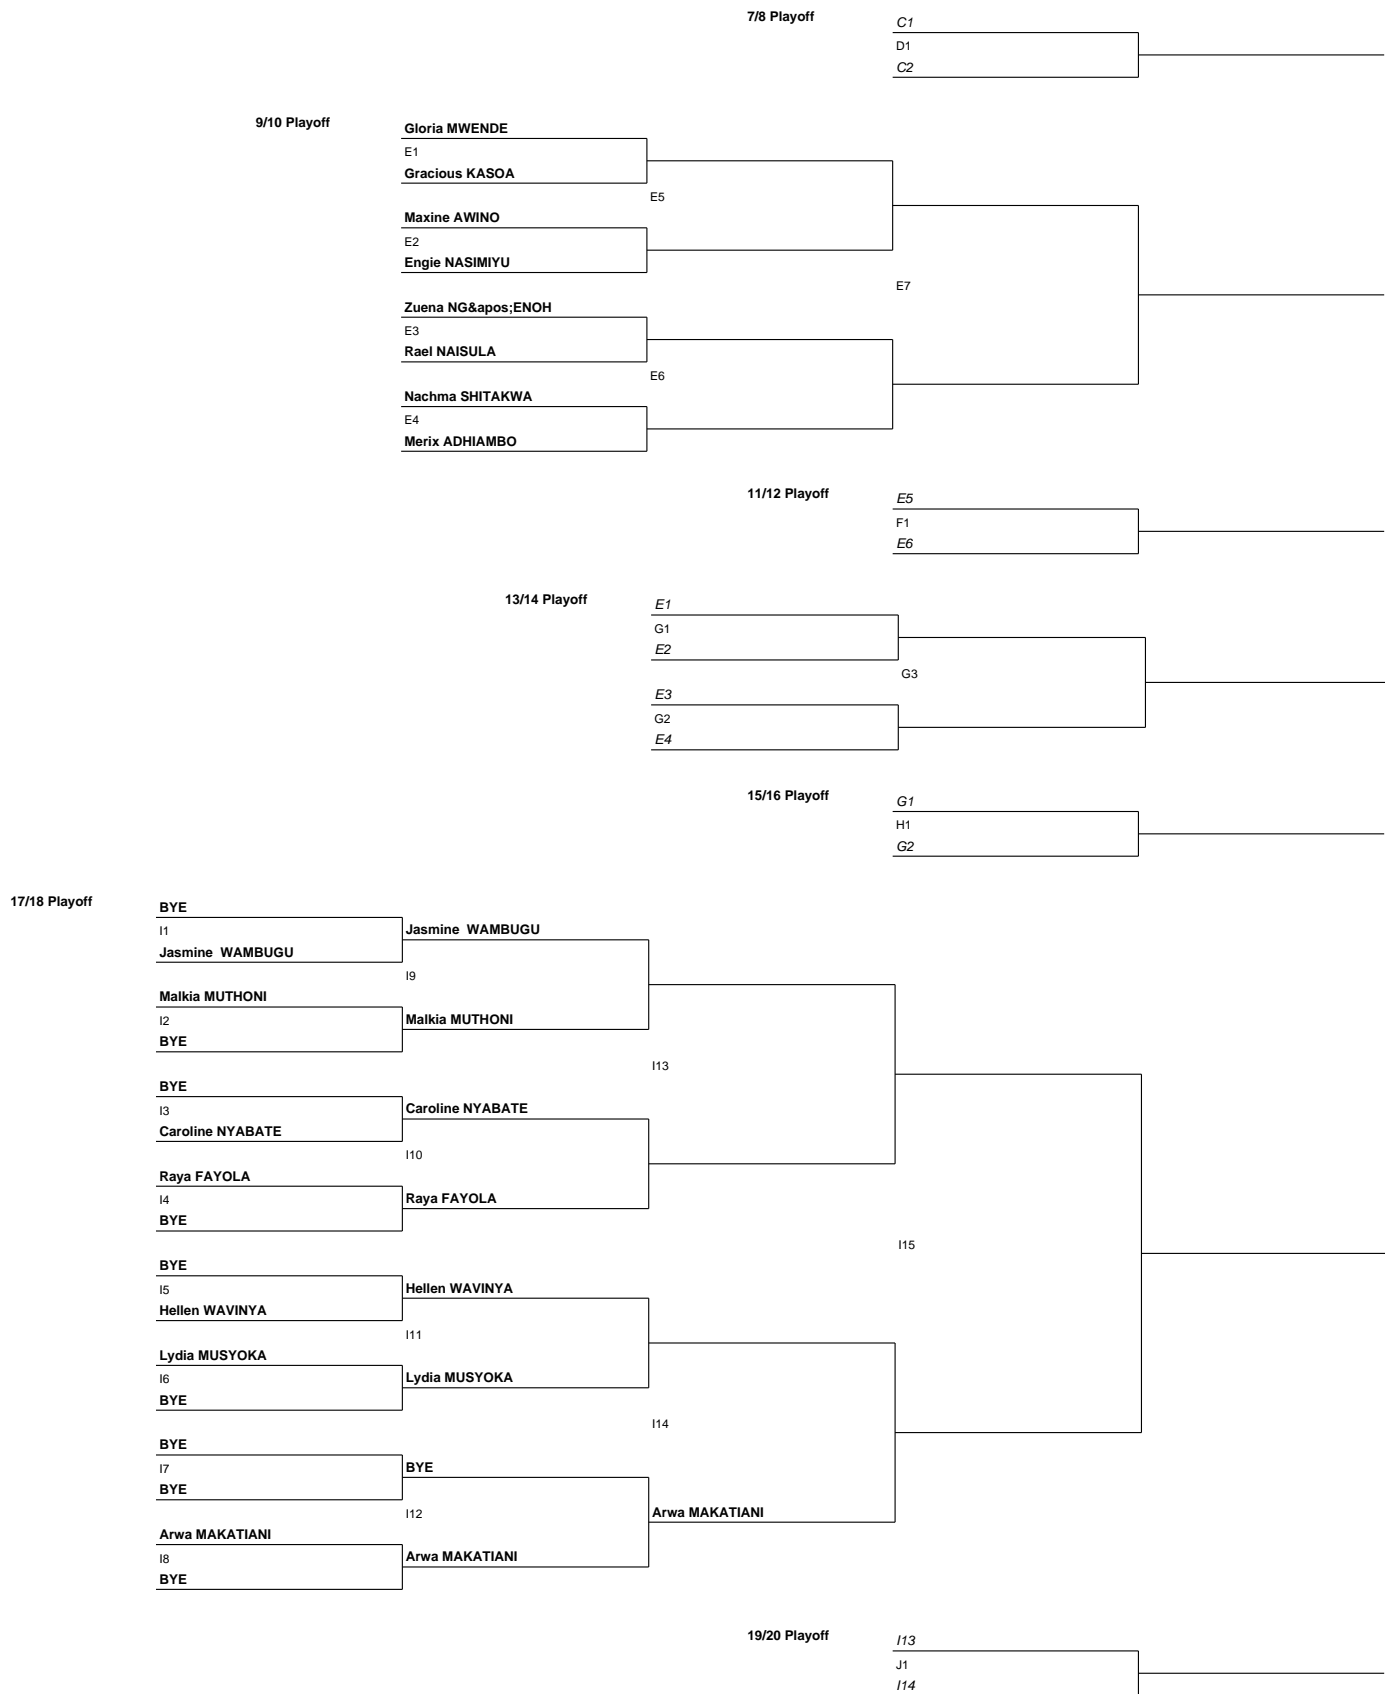 7/8 Playoff
C1
D1
C2
9/10 Playoff
Gloria MWENDE
E1
Gracious KASOA
E5
Maxine AWINO
E2
Engie NASIMIYU
E7
Zuena NG&apos;ENOH
E3
Rael NAISULA
E6
Nachma SHITAKWA
E4
Merix ADHIAMBO
11/12 Playoff
E5
F1
E6
13/14 Playoff
E1
G1
E2
G3
E3
G2
E4
15/16 Playoff
G1
H1
G2
17/18 Playoff
BYE
I1
Jasmine  WAMBUGU
Jasmine  WAMBUGU
I9
Malkia MUTHONI
I2
Malkia MUTHONI
BYE
I13
BYE
I3
Caroline NYABATE
Caroline NYABATE
I10
Raya FAYOLA
I4
Raya FAYOLA
BYE
I15
BYE
I5
Hellen WAVINYA
Hellen WAVINYA
I11
Lydia MUSYOKA
I6
Lydia MUSYOKA
BYE
I14
BYE
I7
BYE
BYE
I12
Arwa MAKATIANI
Arwa MAKATIANI
I8
Arwa MAKATIANI
BYE
19/20 Playoff
I13
J1
I14